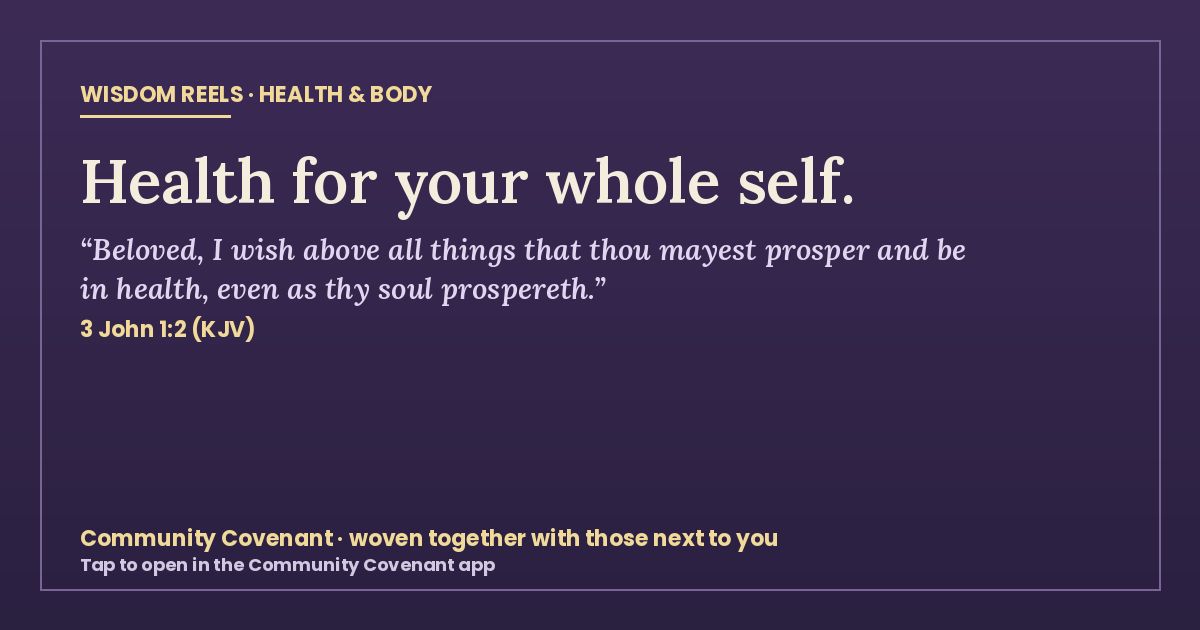 WISDOM REELS · HEALTH & BODY
Health for your whole self.
“Beloved, I wish above all things that thou mayest prosper and be
in health, even as thy soul prospereth.”
3 John 1:2 (KJV)
Community Covenant · woven together with those next to you
Tap to open in the Community Covenant app